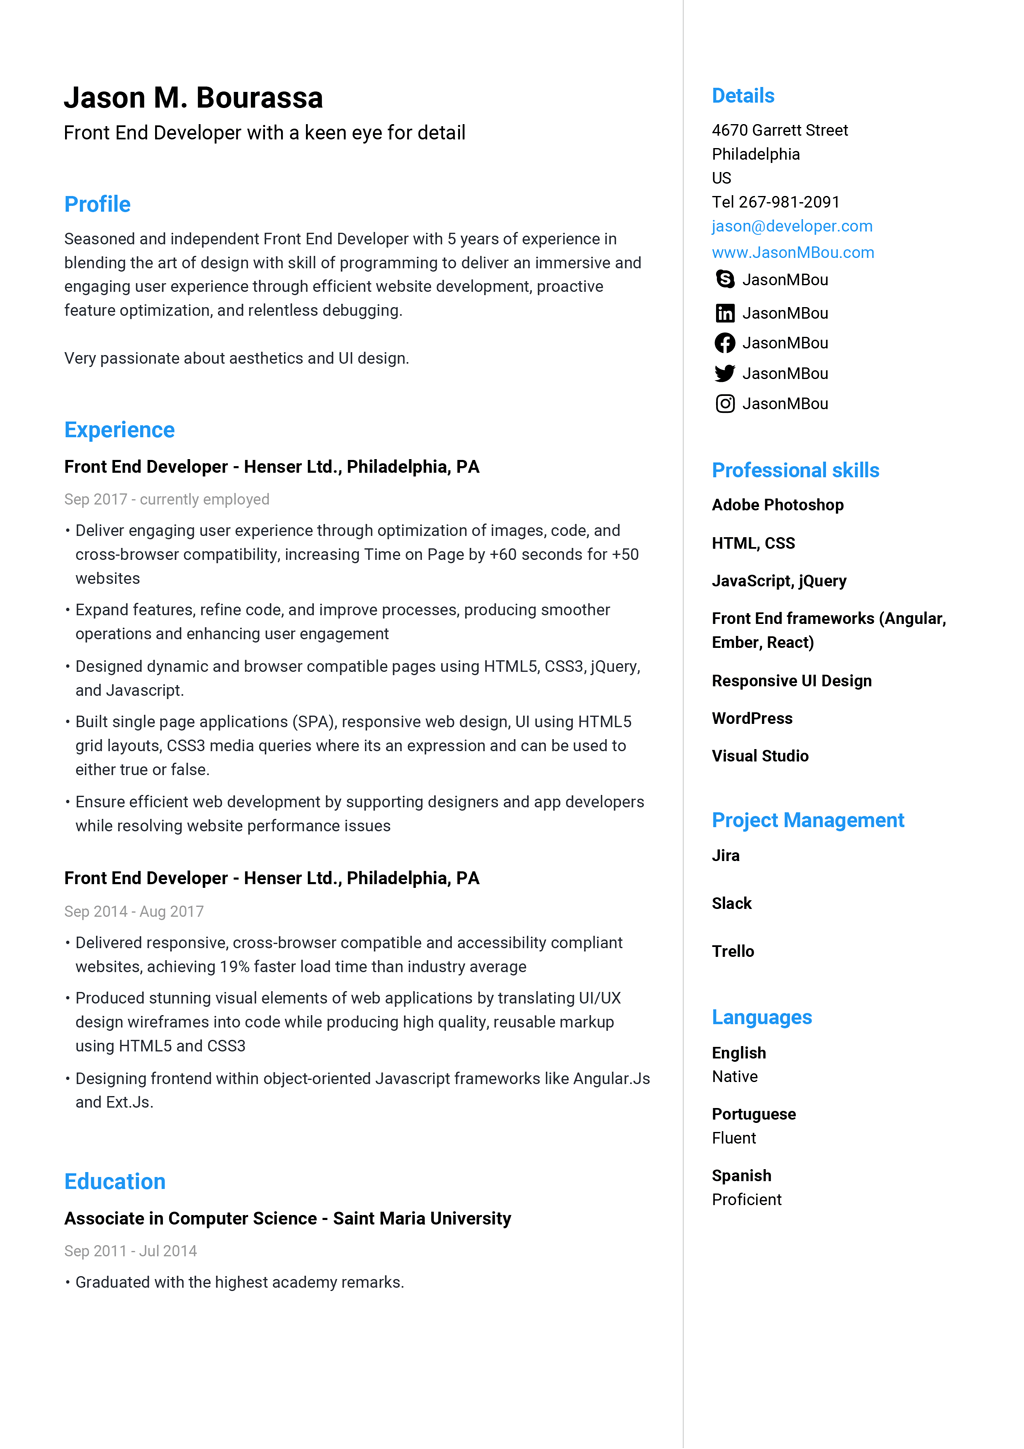 Jason M. Bourassa
Front End Developer with a keen eye for detail
Profile
Seasoned and independent Front End Developer with 5 years of experience in
blending the art of design with skill of programming to deliver an immersive and
engaging user experience through efficient website development, proactive
feature optimization, and relentless debugging.
Very passionate about aesthetics and UI design.
Experience
Front End Developer - Henser Ltd., Philadelphia, PA
Sep 2017 - currently employed
• Deliver engaging user experience through optimization of images, code, and
cross-browser compatibility, increasing Time on Page by +60 seconds for +50
websites
• Expand features, refine code, and improve processes, producing smoother
operations and enhancing user engagement
• Designed dynamic and browser compatible pages using HTML5, CSS3, jQuery,
and Javascript.
• Built single page applications (SPA), responsive web design, UI using HTML5
grid layouts, CSS3 media queries where its an expression and can be used to
either true or false.
• Ensure efficient web development by supporting designers and app developers
while resolving website performance issues
Front End Developer - Henser Ltd., Philadelphia, PA
Sep 2014 - Aug 2017
• Delivered responsive, cross-browser compatible and accessibility compliant
websites, achieving 19% faster load time than industry average
• Produced stunning visual elements of web applications by translating UI/UX
design wireframes into code while producing high quality, reusable markup
using HTML5 and CSS3
• Designing frontend within object-oriented Javascript frameworks like Angular.Js
and Ext.Js.
Education
Associate in Computer Science - Saint Maria University
Sep 2011 - Jul 2014
• Graduated with the highest academy remarks.
Details
4670 Garrett Street
Philadelphia
US
Tel 267-981-2091
jason@developer.com
www.JasonMBou.com
JasonMBou
JasonMBou
JasonMBou
JasonMBou
JasonMBou
Professional skills
Adobe Photoshop
HTML, CSS
JavaScript, jQuery
Front End frameworks (Angular,
Ember, React)
Responsive UI Design
WordPress
Visual Studio
Project Management
Jira
Slack
Trello
Languages
English
Native
Portuguese
Fluent
Spanish
Proficient